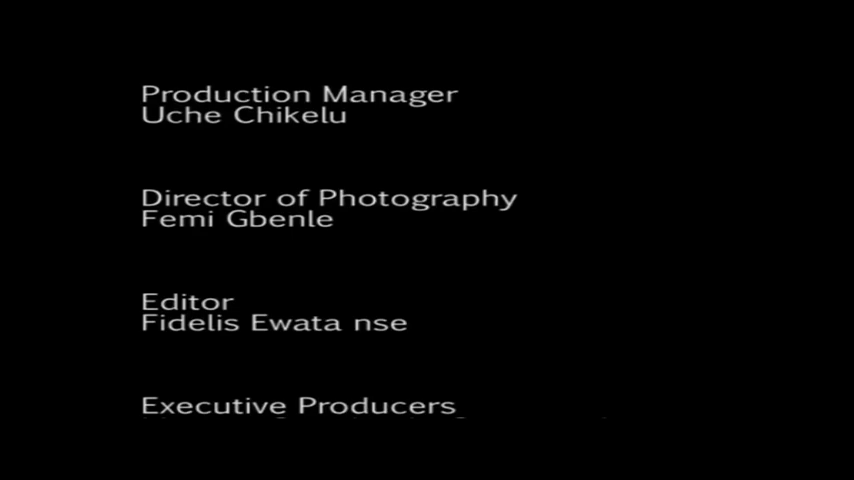 Production Manager
Uche Chikelu
Director of Photography
Femi Gbenle
Editor
Fidelis Ewata nse
Executive Producers